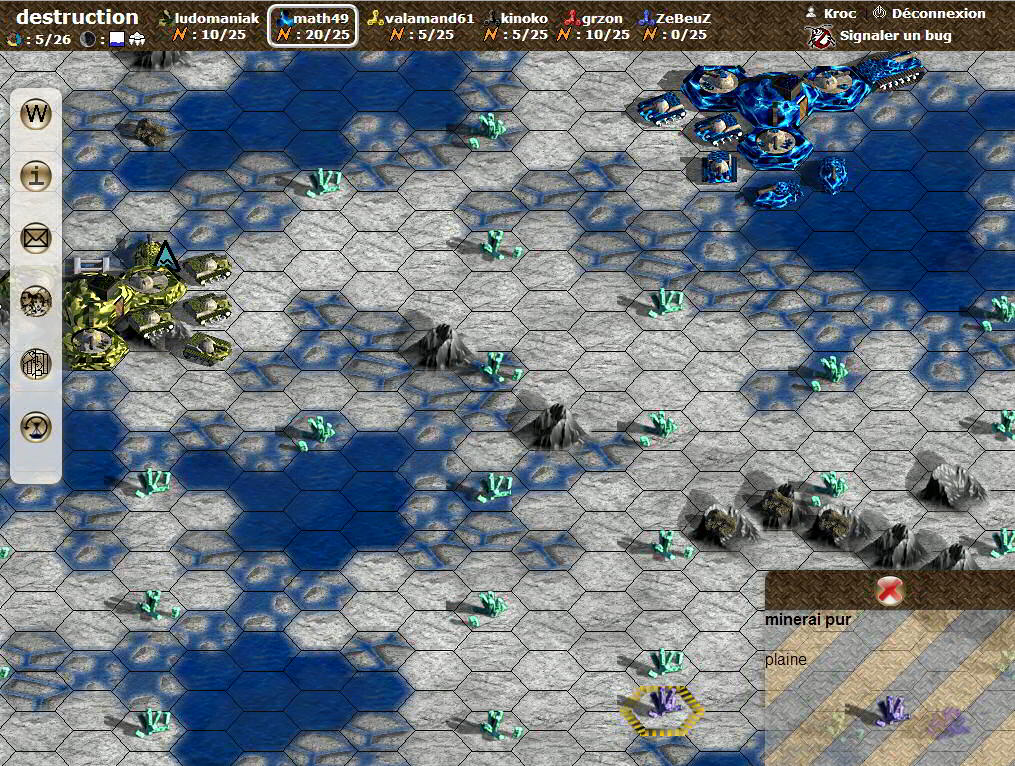 destruction
: 5/26 :
ludomaniak
: 10/25
math49
: 20/25
valamand61
: 5/25
kinoko
: 5/25
grzon
: 10/25
ZeBeuZ
: 0/25
Kroc
Déconnexion
Signaler un bug
W
i
minerai pur
plaine